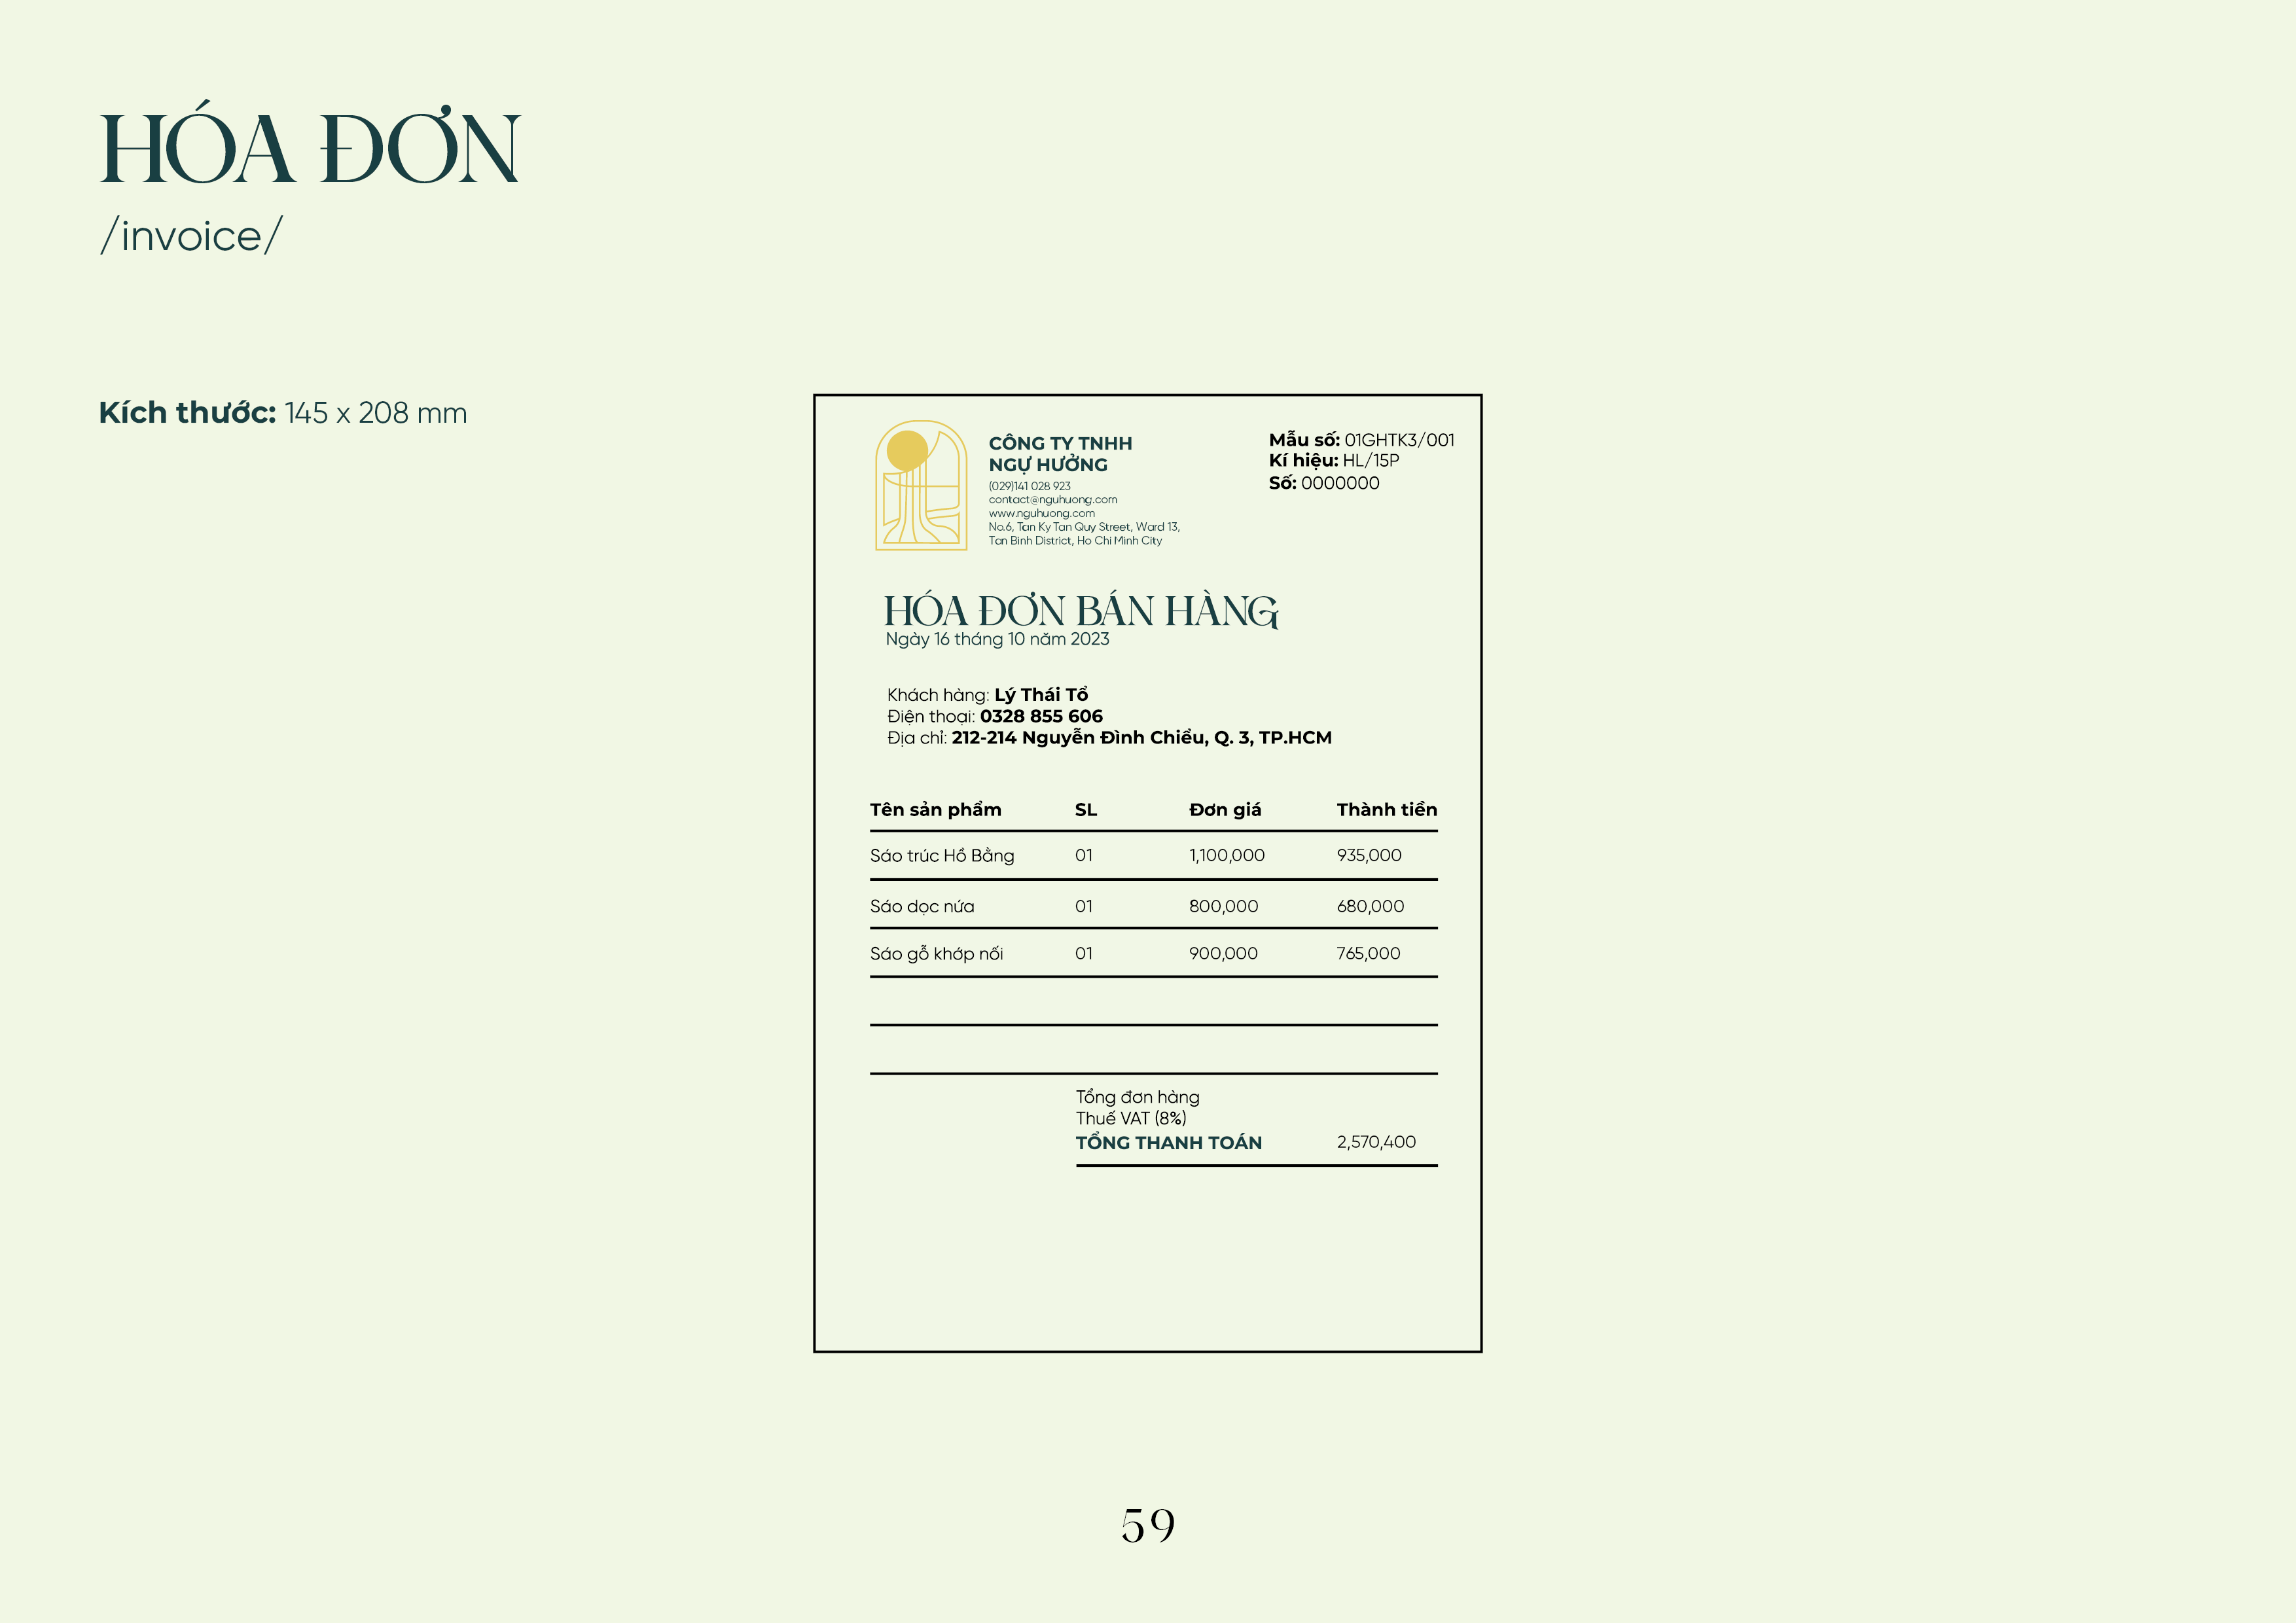 HÓA ĐƠN
/invoice/
Kích thước: 145 x 208 mm
CÔNG TY TNHH
NGỰ HƯỞNG
(029)141 028 923
contact@nguhuong.com
www.nguhuong.com
No.6, Tan Ky Tan Quy Street, Ward 13,
Tan Binh District, Ho Chi Minh City
Mẫu số: 01GHTK3/001
Kí hiệu: HL/15P
Số: 0000000
HÓA ĐƠN BÁN HÀNG
Ngày 16 tháng 10 năm 2023
Khách hàng: Lý Thái Tổ
Điện thoại: 0328 855 606
Địa chỉ: 212-214 Nguyễn Đình Chiểu, Q. 3, TP.HCM
Tên sản phẩm SL Đơn giá Thành tiền
Sáo trúc Hồ Bằng 01 1,100,000 935,000
Sáo dọc nứa 01 800,000 680,000
Sáo gỗ khớp nối 01 900,000 765,000
Tổng đơn hàng
Thuế VAT (8%)
TỔNG THANH TOÁN 2,570,400
59